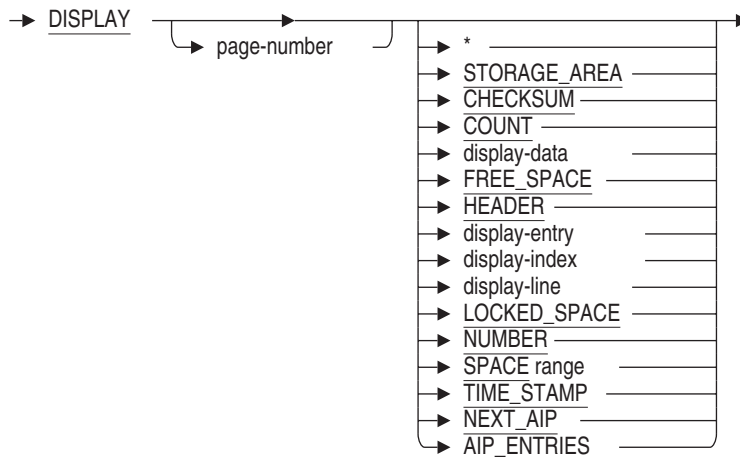 DISPLAY
page-number
*
STORAGE_AREA
CHECKSUM
COUNT
display-data
FREE_SPACE
HEADER
display-entry
display-index
display-line
LOCKED_SPACE
NUMBER
SPACE range
TIME_STAMP
NEXT_AIP
AIP_ENTRIES